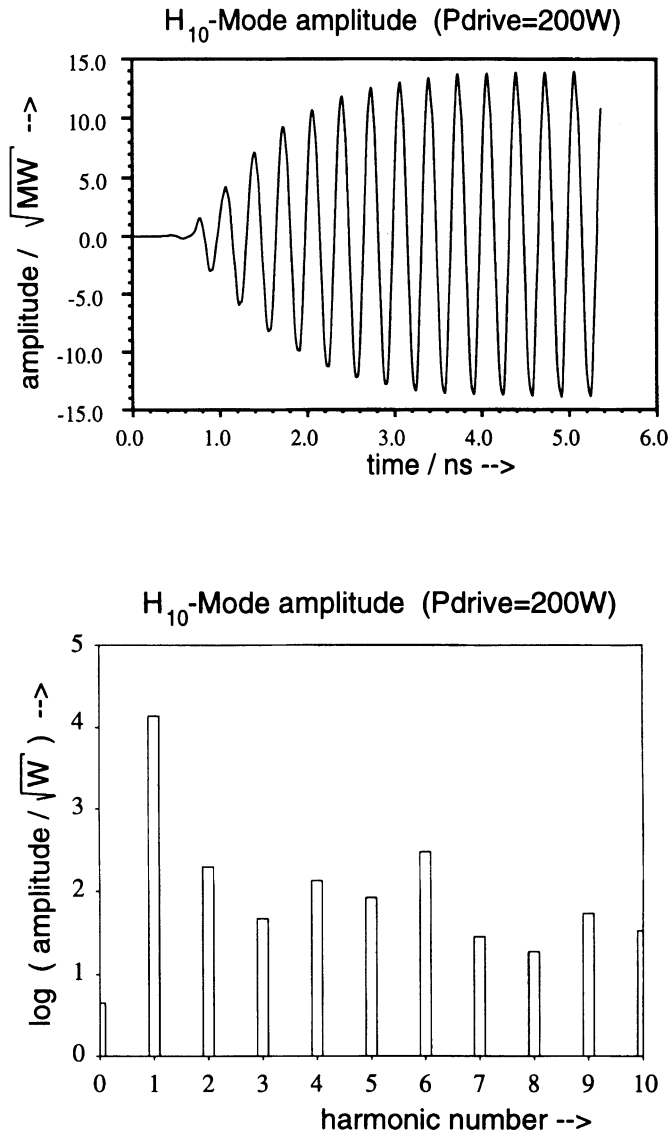 H10-Mode amplitude (Pdrive=200W)
amplitude / √MW -->
15.0
10.0
5.0
0.0
-5.0
-10.0
-15.0
0.0 1.0 2.0 3.0 4.0 5.0 6.0
time / ns -->
H10-Mode amplitude (Pdrive=200W)
log ( amplitude / √W ) -->
5
4
3
2
1
0
0 1 2 3 4 5 6 7 8 9 10
harmonic number -->